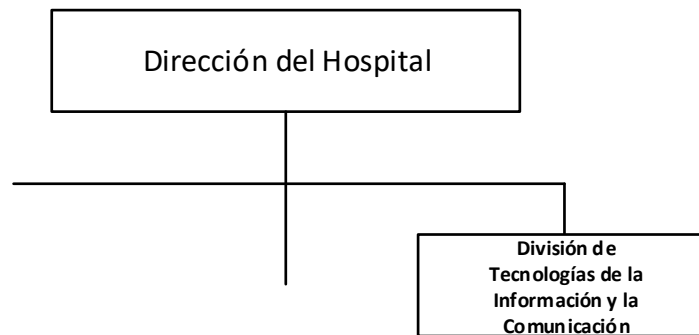 Dirección del Hospital
División de
Tecnologías de la
Información y la
Comunicación